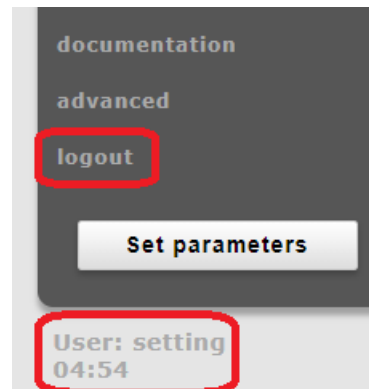 documentation
advanced
logout
Set parameters
User: setting
04:54